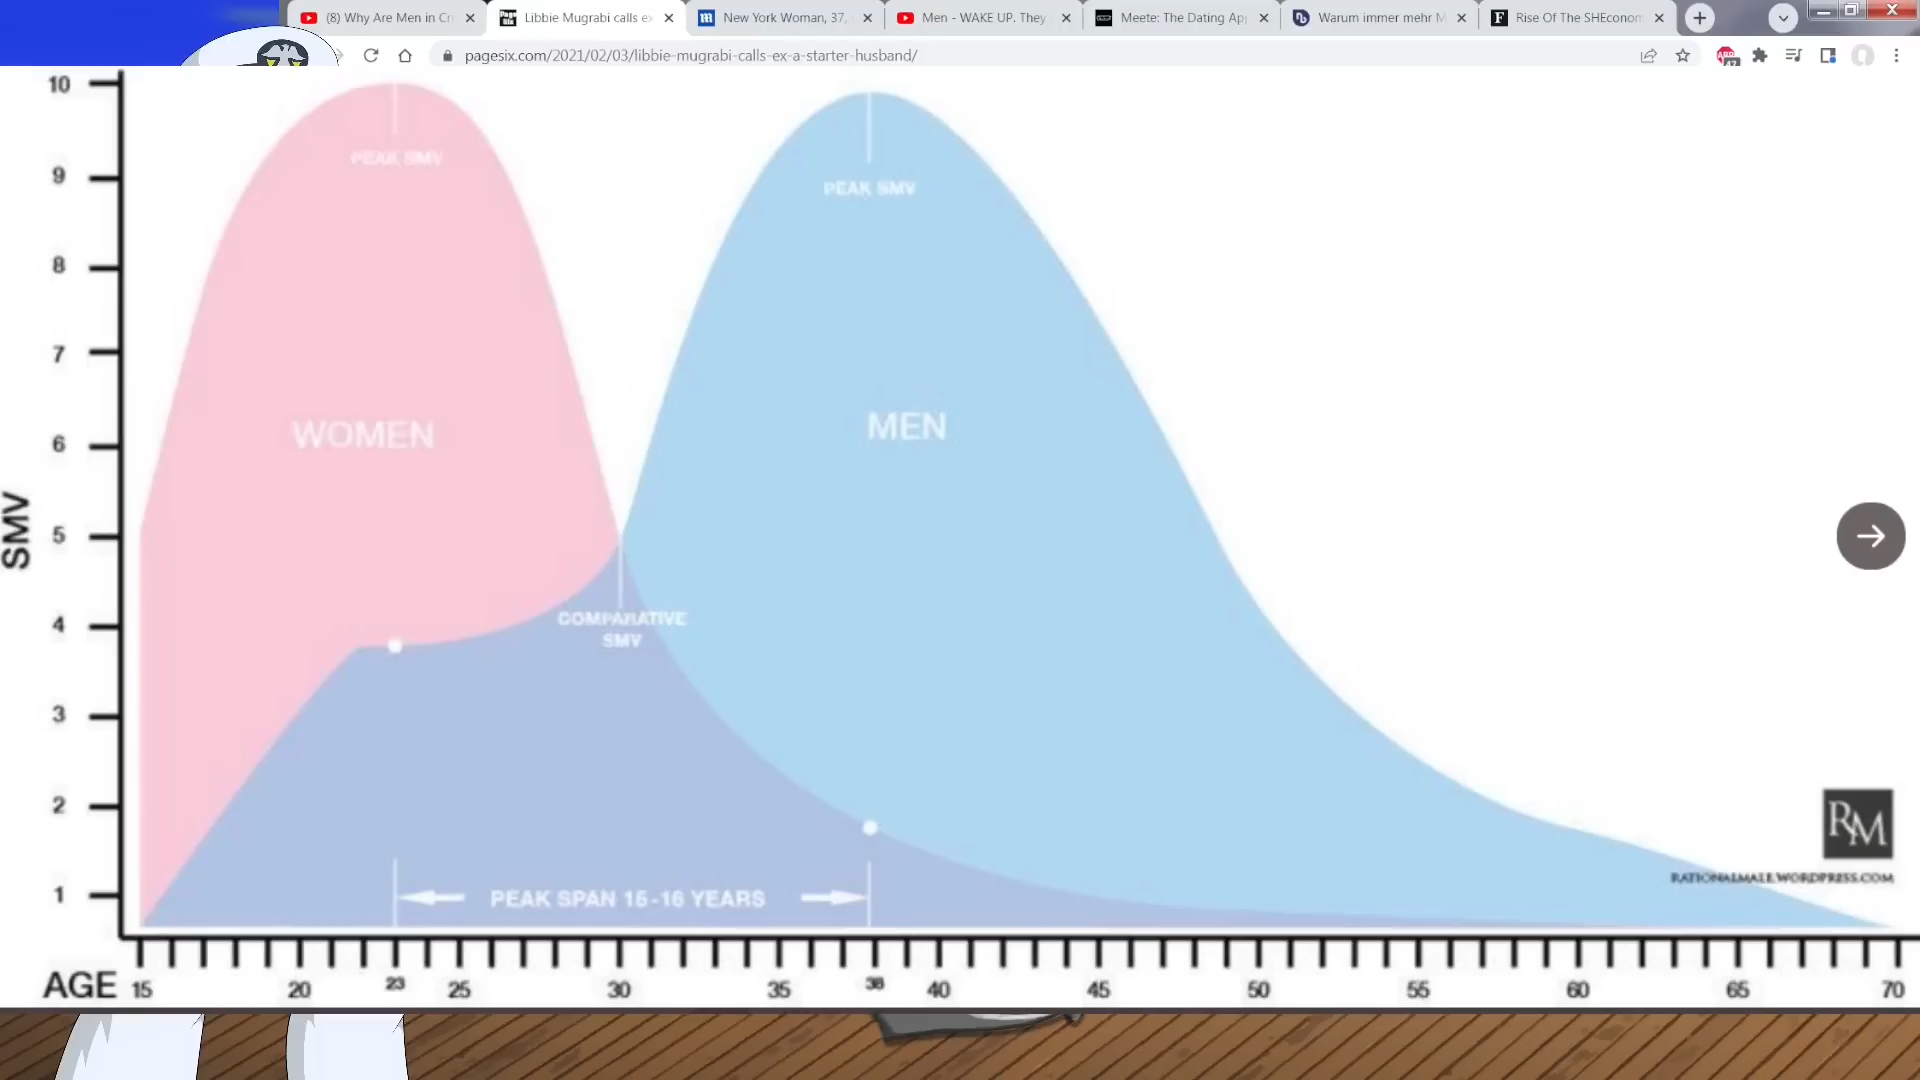 (8) Why Are Men in Cri
Libbie Mugrabi calls ex
New York Woman, 37,
Men - WAKE UP. They
Meete: The Dating Ap
Warum immer mehr M
Rise Of The SHEconom
pagesix.com/2021/02/03/libbie-mugrabi-calls-ex-a-starter-husband/
ABP
47
10
9
8
7
6
5
4
3
2
1
SMV
PEAK SMV
PEAK SMV
WOMEN
MEN
COMPARATIVE
SMV
PEAK SPAN 15-16 YEARS
RM
RATIONALMALE.WORDPRESS.COM
AGE 15 20 23 25 30 35 38 40 45 50 55 60 65 70